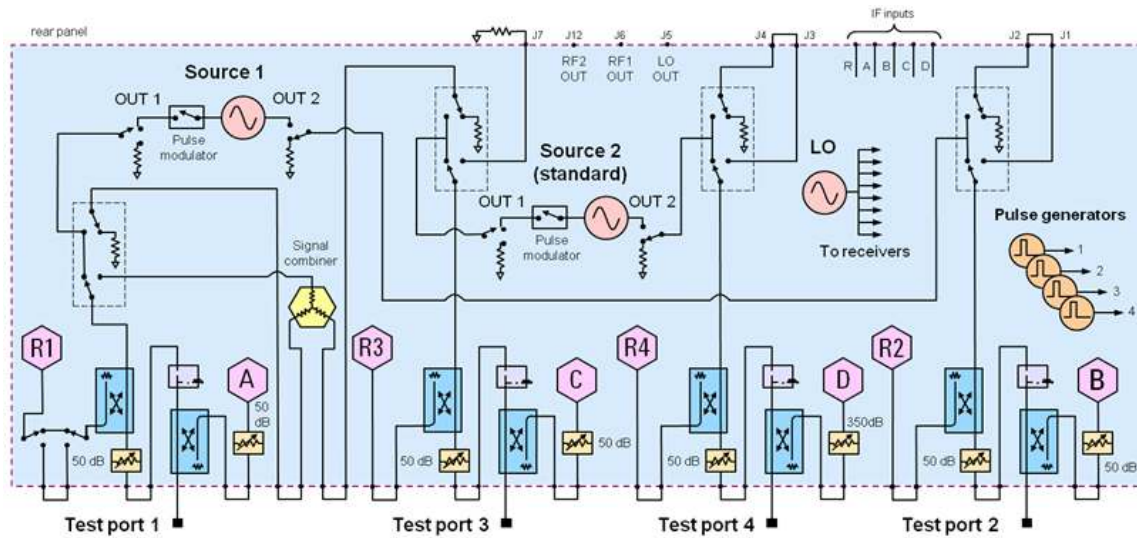 rear panel
J7
J12
J6
J5
J4
J3
IF inputs
J2
J1
RF2 OUT
RF1 OUT
LO OUT
R
A
B
C
D
Source 1
OUT 1
OUT 2
Pulse modulator
Source 2 (standard)
OUT 1
OUT 2
Pulse modulator
LO
To receivers
Pulse generators
1
2
3
4
Signal combiner
R1
A
R3
C
R4
D
R2
B
50 dB
50 dB
50 dB
50 dB
50 dB
350dB
50 dB
50 dB
Test port 1
Test port 3
Test port 4
Test port 2